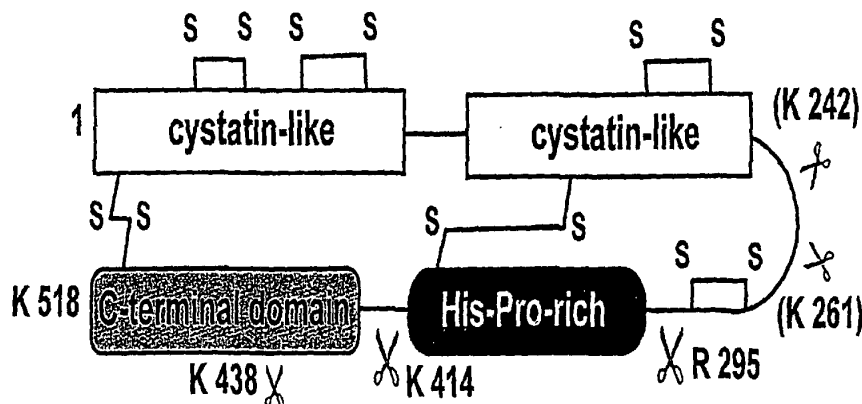 S S S S S S
1 cystatin-like cystatin-like (K 242)
S S S S S S
K 518 C-terminal domain His-Pro-rich (K 261)
K 438 K 414 R 295